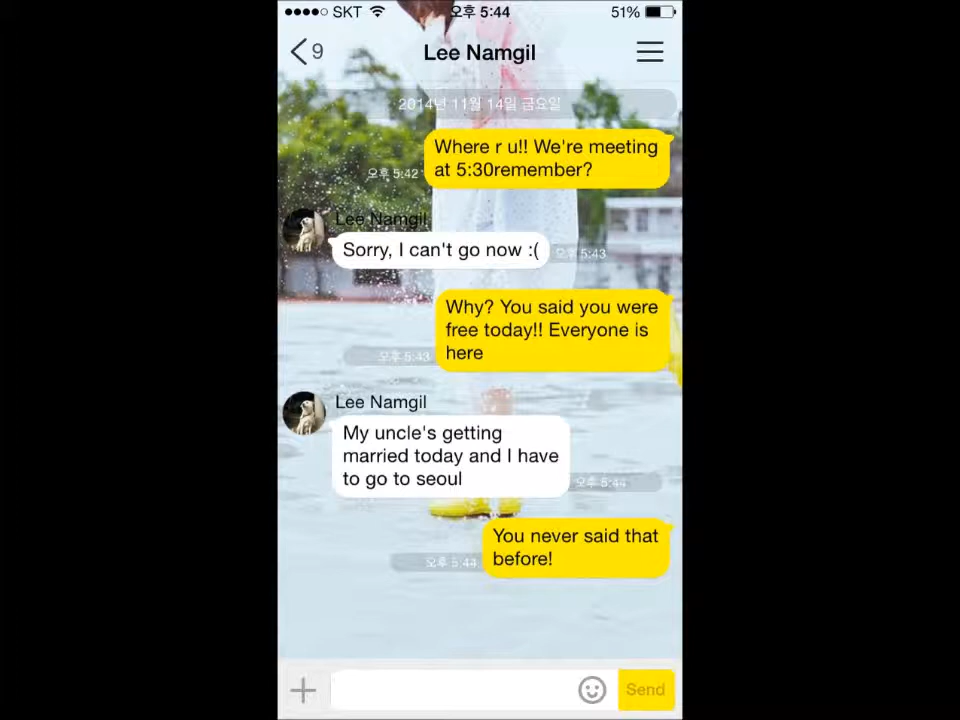 SKT 오후 5:44 51%
9 Lee Namgil
2014년 11월 14일 금요일
Where r u!! We're meeting
at 5:30remember?
오후 5:42
Lee Namgil
Sorry, I can't go now :(
오후 5:43
Why? You said you were
free today!! Everyone is
here
오후 5:43
Lee Namgil
My uncle's getting
married today and I have
to go to seoul
오후 5:44
You never said that
before!
오후 5:44
Send